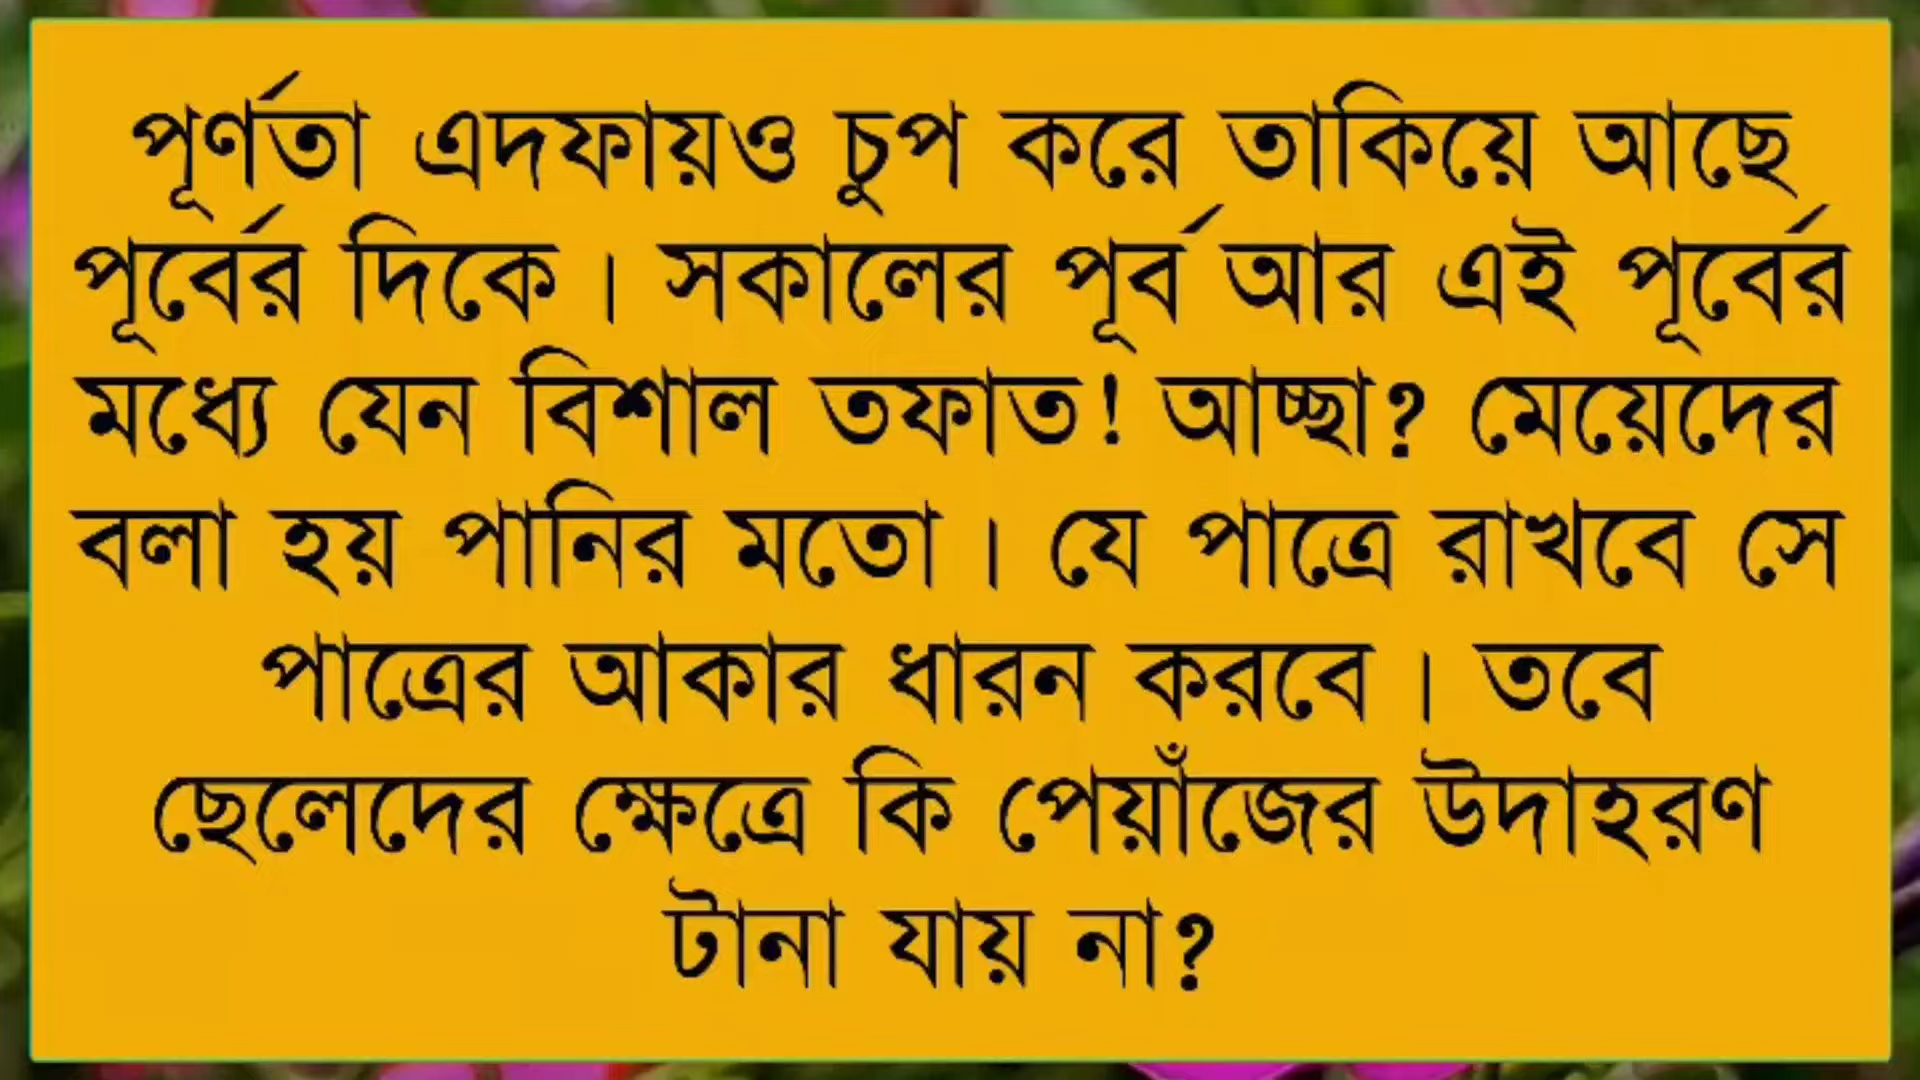 পূর্ণতা এদফায়ও চুপ করে তাকিয়ে আছে
পূর্বের দিকে। সকালের পূর্ব আর এই পূর্বের
মধ্যে যেন বিশাল তফাত! আচ্ছা? মেয়েদের
বলা হয় পানির মতো। যে পাত্রে রাখবে সে
পাত্রের আকার ধারন করবে। তবে
ছেলেদের ক্ষেত্রে কি পেয়াঁজের উদাহরণ
টানা যায় না?